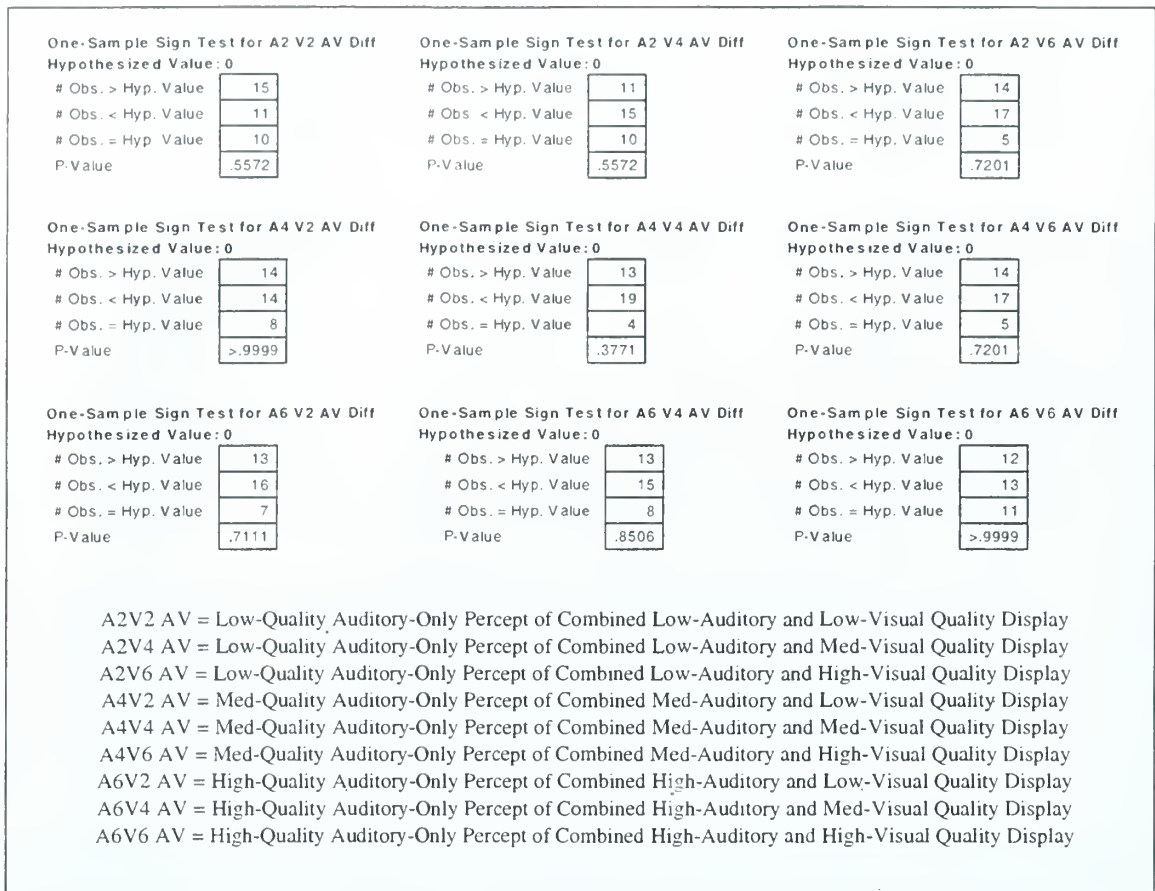 One-Sample Sign Test for A2 V2 AV Diff
Hypothesized Value: 0
# Obs. > Hyp. Value 15
# Obs. < Hyp. Value 11
# Obs. = Hyp Value 10
P-Value .5572
One-Sample Sign Test for A2 V4 AV Diff
Hypothesized Value: 0
# Obs. > Hyp. Value 11
# Obs < Hyp. Value 15
# Obs. = Hyp. Value 10
P-Value .5572
One-Sample Sign Test for A2 V6 AV Diff
Hypothesized Value: 0
# Obs. > Hyp. Value 14
# Obs. < Hyp. Value 17
# Obs. = Hyp. Value 5
P-Value .7201
One-Sample Sign Test for A4 V2 AV Diff
Hypothesized Value: 0
# Obs. > Hyp. Value 14
# Obs. < Hyp. Value 14
# Obs. = Hyp. Value 8
P-Value >.9999
One-Sample Sign Test for A4 V4 AV Diff
Hypothesized Value: 0
# Obs. > Hyp. Value 13
# Obs. < Hyp. Value 19
# Obs. = Hyp. Value 4
P-Value .3771
One-Sample Sign Test for A4 V6 AV Diff
Hypothesized Value: 0
# Obs. > Hyp. Value 14
# Obs. < Hyp. Value 17
# Obs. = Hyp. Value 5
P-Value .7201
One-Sample Sign Test for A6 V2 AV Diff
Hypothesized Value: 0
# Obs. > Hyp. Value 13
# Obs. < Hyp. Value 16
# Obs. = Hyp. Value 7
P-Value .7111
One-Sample Sign Test for A6 V4 AV Diff
Hypothesized Value: 0
# Obs. > Hyp. Value 13
# Obs. < Hyp. Value 15
# Obs. = Hyp. Value 8
P-Value .8506
One-Sample Sign Test for A6 V6 AV Diff
Hypothesized Value: 0
# Obs. > Hyp. Value 12
# Obs. < Hyp. Value 13
# Obs. = Hyp. Value 11
P-Value >.9999
A2V2 AV = Low-Quality Auditory-Only Percept of Combined Low-Auditory and Low-Visual Quality Display
A2V4 AV = Low-Quality Auditory-Only Percept of Combined Low-Auditory and Med-Visual Quality Display
A2V6 AV = Low-Quality Auditory-Only Percept of Combined Low-Auditory and High-Visual Quality Display
A4V2 AV = Med-Quality Auditory-Only Percept of Combined Med-Auditory and Low-Visual Quality Display
A4V4 AV = Med-Quality Auditory-Only Percept of Combined Med-Auditory and Med-Visual Quality Display
A4V6 AV = Med-Quality Auditory-Only Percept of Combined Med-Auditory and High-Visual Quality Display
A6V2 AV = High-Quality Auditory-Only Percept of Combined High-Auditory and Low-Visual Quality Display
A6V4 AV = High-Quality Auditory-Only Percept of Combined High-Auditory and Med-Visual Quality Display
A6V6 AV = High-Quality Auditory-Only Percept of Combined High-Auditory and High-Visual Quality Display